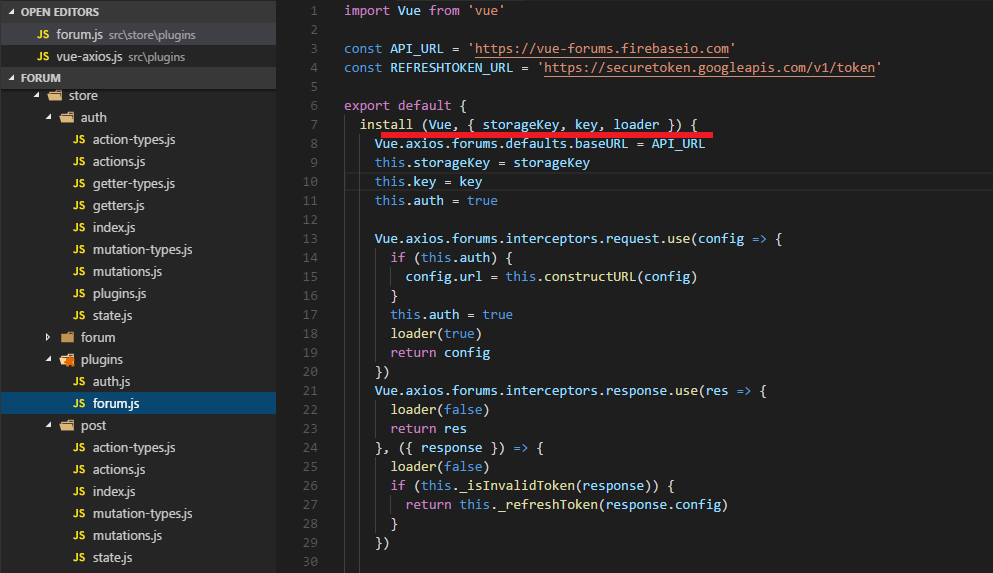 OPEN EDITORS
JS forum.js src\store\plugins
JS vue-axios.js src\plugins
FORUM
store
auth
JS action-types.js
JS actions.js
JS getter-types.js
JS getters.js
JS index.js
JS mutation-types.js
JS mutations.js
JS plugins.js
JS state.js
forum
plugins
JS auth.js
JS forum.js
post
JS action-types.js
JS actions.js
JS index.js
JS mutation-types.js
JS mutations.js
JS state.js
1 import Vue from 'vue'
2
3 const API_URL = 'https://vue-forums.firebaseio.com'
4 const REFRESHTOKEN_URL = 'https://securetoken.googleapis.com/v1/token'
5
6 export default {
7 install (Vue, { storageKey, key, loader }) {
8 Vue.axios.forums.defaults.baseURL = API_URL
9 this.storageKey = storageKey
10 this.key = key
11 this.auth = true
12
13 Vue.axios.forums.interceptors.request.use(config => {
14 if (this.auth) {
15 config.url = this.constructURL(config)
16 }
17 this.auth = true
18 loader(true)
19 return config
20 })
21 Vue.axios.forums.interceptors.response.use(res => {
22 loader(false)
23 return res
24 }, ({ response }) => {
25 loader(false)
26 if (this._isInvalidToken(response)) {
27 return this._refreshToken(response.config)
28 }
29 })
30